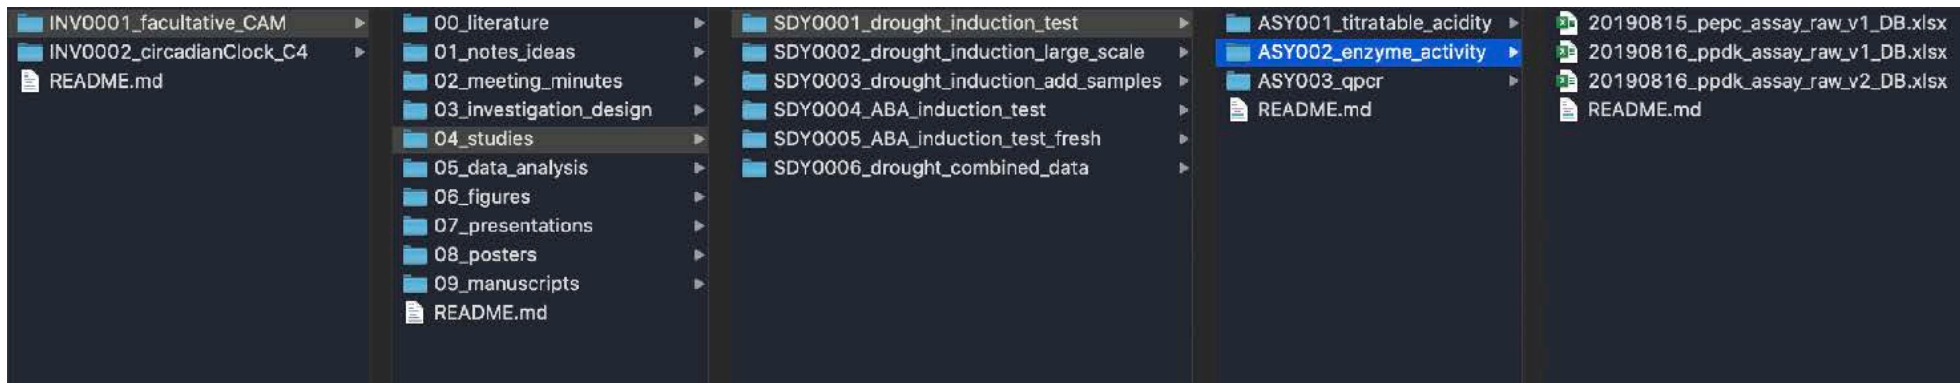 INV0001_facultative_CAM
INV0002_circadianClock_C4
README.md
00_literature
01_notes_ideas
02_meeting_minutes
03_investigation_design
04_studies
05_data_analysis
06_figures
07_presentations
08_posters
09_manuscripts
README.md
SDY0001_drought_induction_test
SDY0002_drought_induction_large_scale
SDY0003_drought_induction_add_samples
SDY0004_ABA_induction_test
SDY0005_ABA_induction_test_fresh
SDY0006_drought_combined_data
ASY001_titratable_acidity
ASY002_enzyme_activity
ASY003_qpcr
README.md
20190815_pepc_assay_raw_v1_DB.xlsx
20190816_ppdk_assay_raw_v1_DB.xlsx
20190816_ppdk_assay_raw_v2_DB.xlsx
README.md